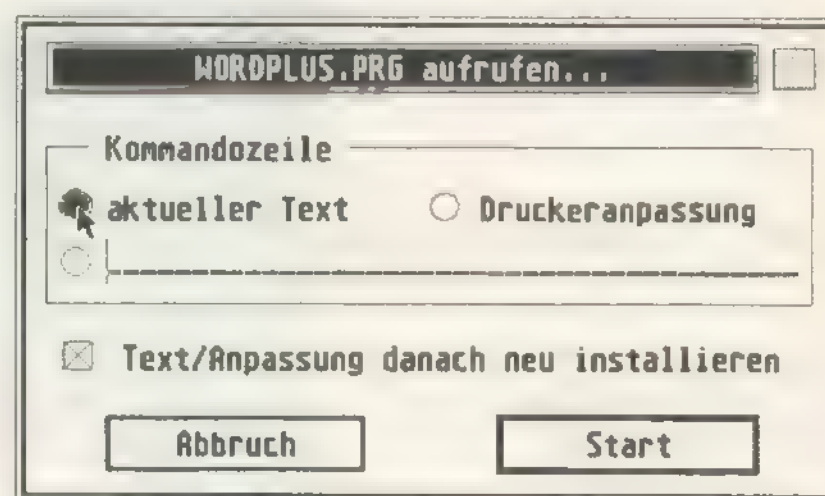 WORDPLUS.PRG aufrufen...
Kommandozeile
aktueller Text Druckeranpassung
Text/Anpassung danach neu installieren
Abbruch Start